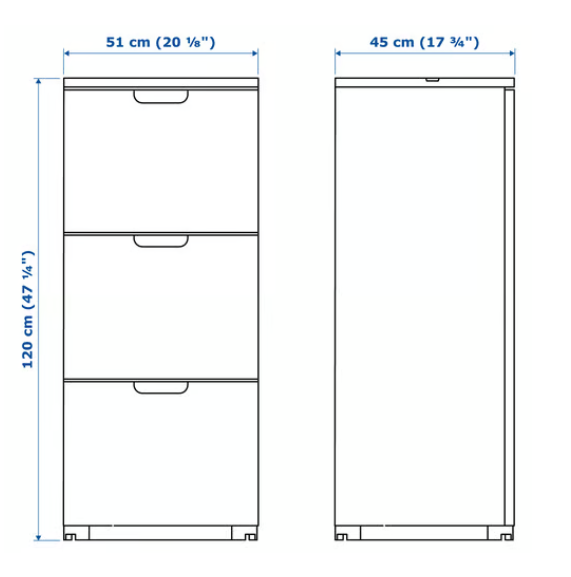 51 cm (20 ⅛")
45 cm (17 ¾")
120 cm (47 ¼")